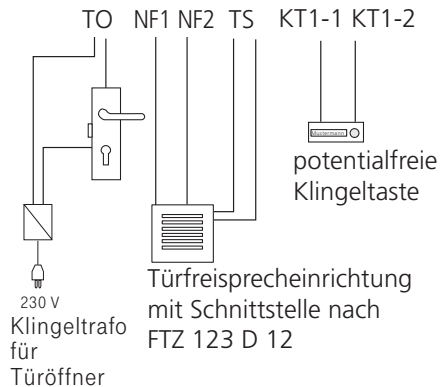 TO NF1 NF2 TS KT1-1 KT1-2
Mustermann
potentialfreie
Klingeltaste
230 V
Klingeltrafo
für
Türöffner
Türfreisprecheinrichtung
mit Schnittstelle nach
FTZ 123 D 12